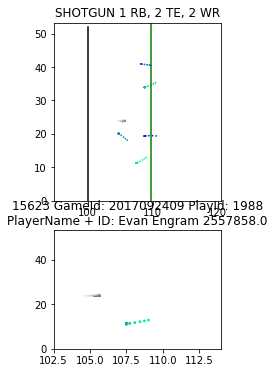 SHOTGUN 1 RB, 2 TE, 2 WR
50
40
30
20
10
0
100 110 120
15623 GameId: 2017092409 PlayId: 1988
PlayerName + ID: Evan Engram 2557858.0
40
20
0
102.5 105.0 107.5 110.0 112.5